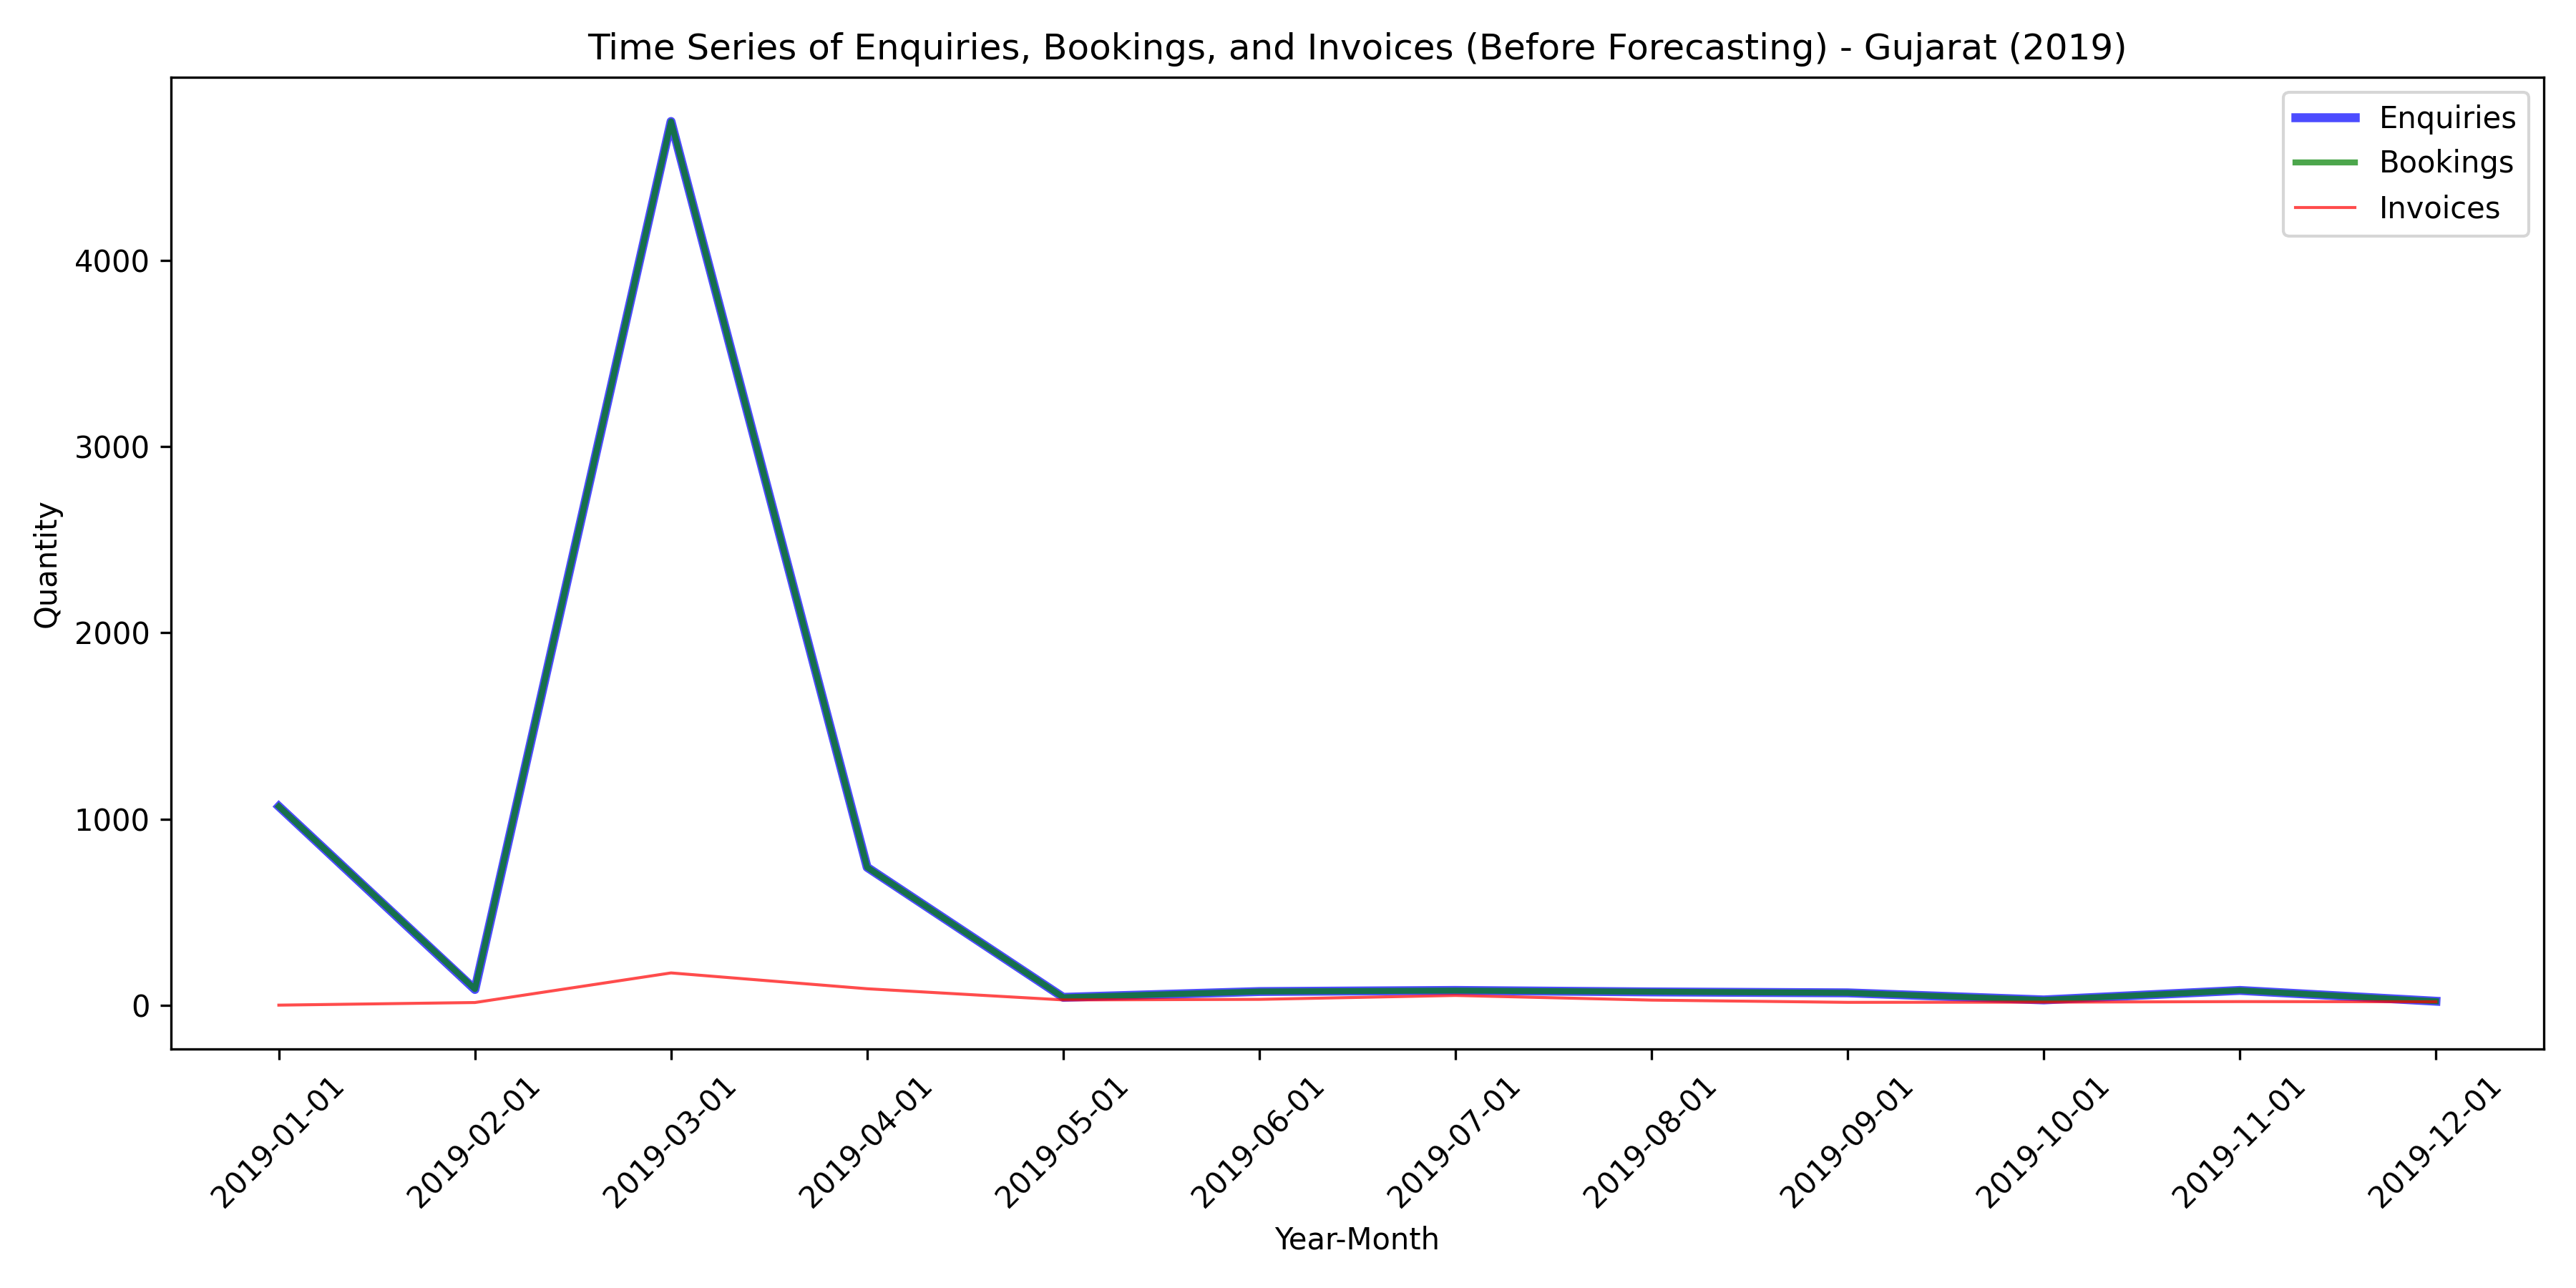 Time Series of Enquiries, Bookings, and Invoices (Before Forecasting) - Gujarat (2019)
Enquiries
Bookings
Invoices
Quantity
4000
3000
2000
1000
0
2019-01-01
2019-02-01
2019-03-01
2019-04-01
2019-05-01
2019-06-01
2019-07-01
2019-08-01
2019-09-01
2019-10-01
2019-11-01
2019-12-01
Year-Month